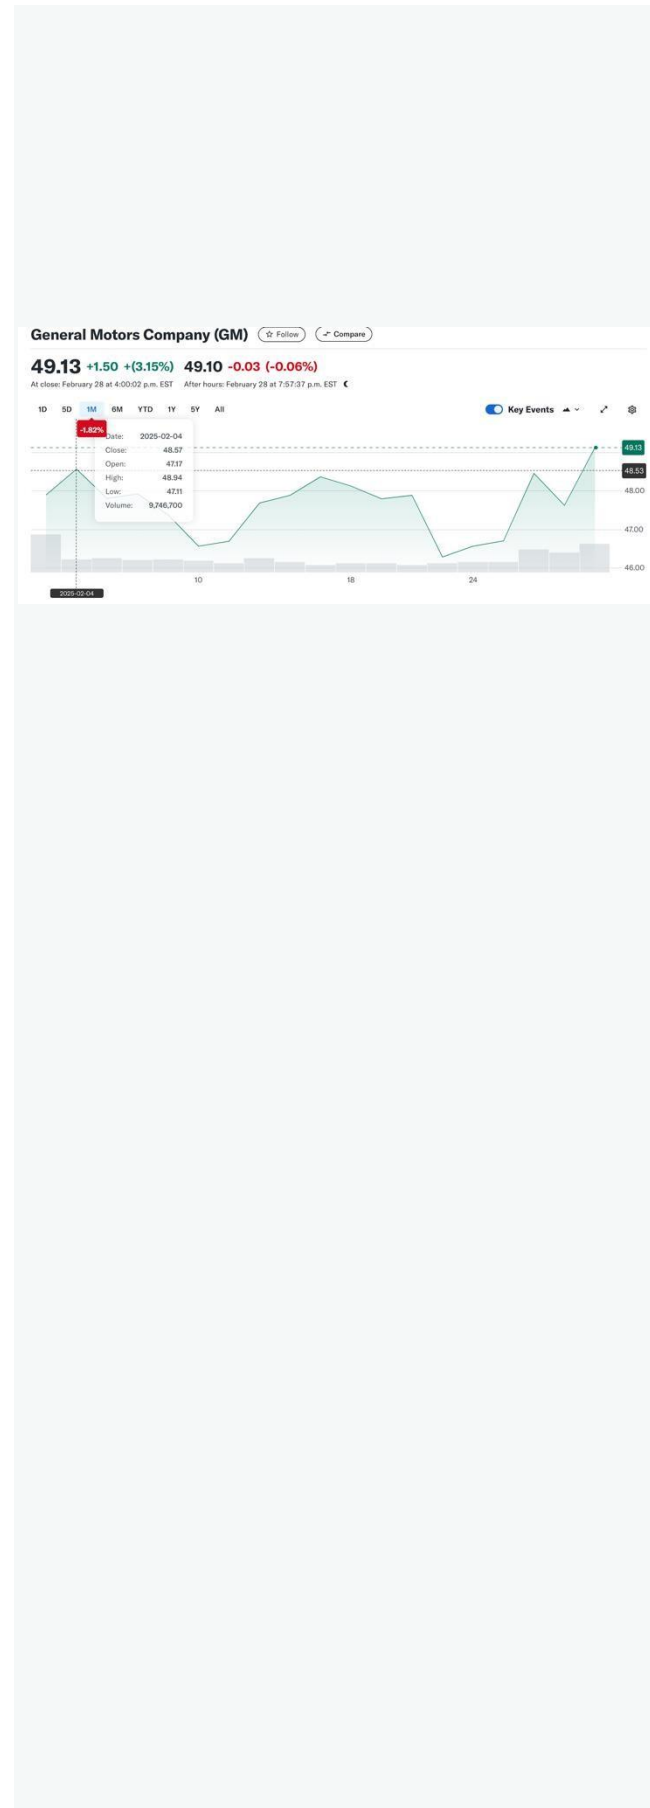 General Motors Company (GM) Follow Compare
49.13 +1.50 +(3.15%) 49.10 -0.03 (-0.06%)
At close: February 28 at 4:00:02 p.m. EST After hours: February 28 at 7:57:37 p.m. EST
1D 5D 1M 6M YTD 1Y 5Y All Key Events
-1.82%
Date: 2025-02-04
Close: 48.57
Open: 47.17
High: 48.94
Low: 47.11
Volume: 9,746,700
49.13
48.53
48.00
47.00
46.00
10 18 24
2025-02-04